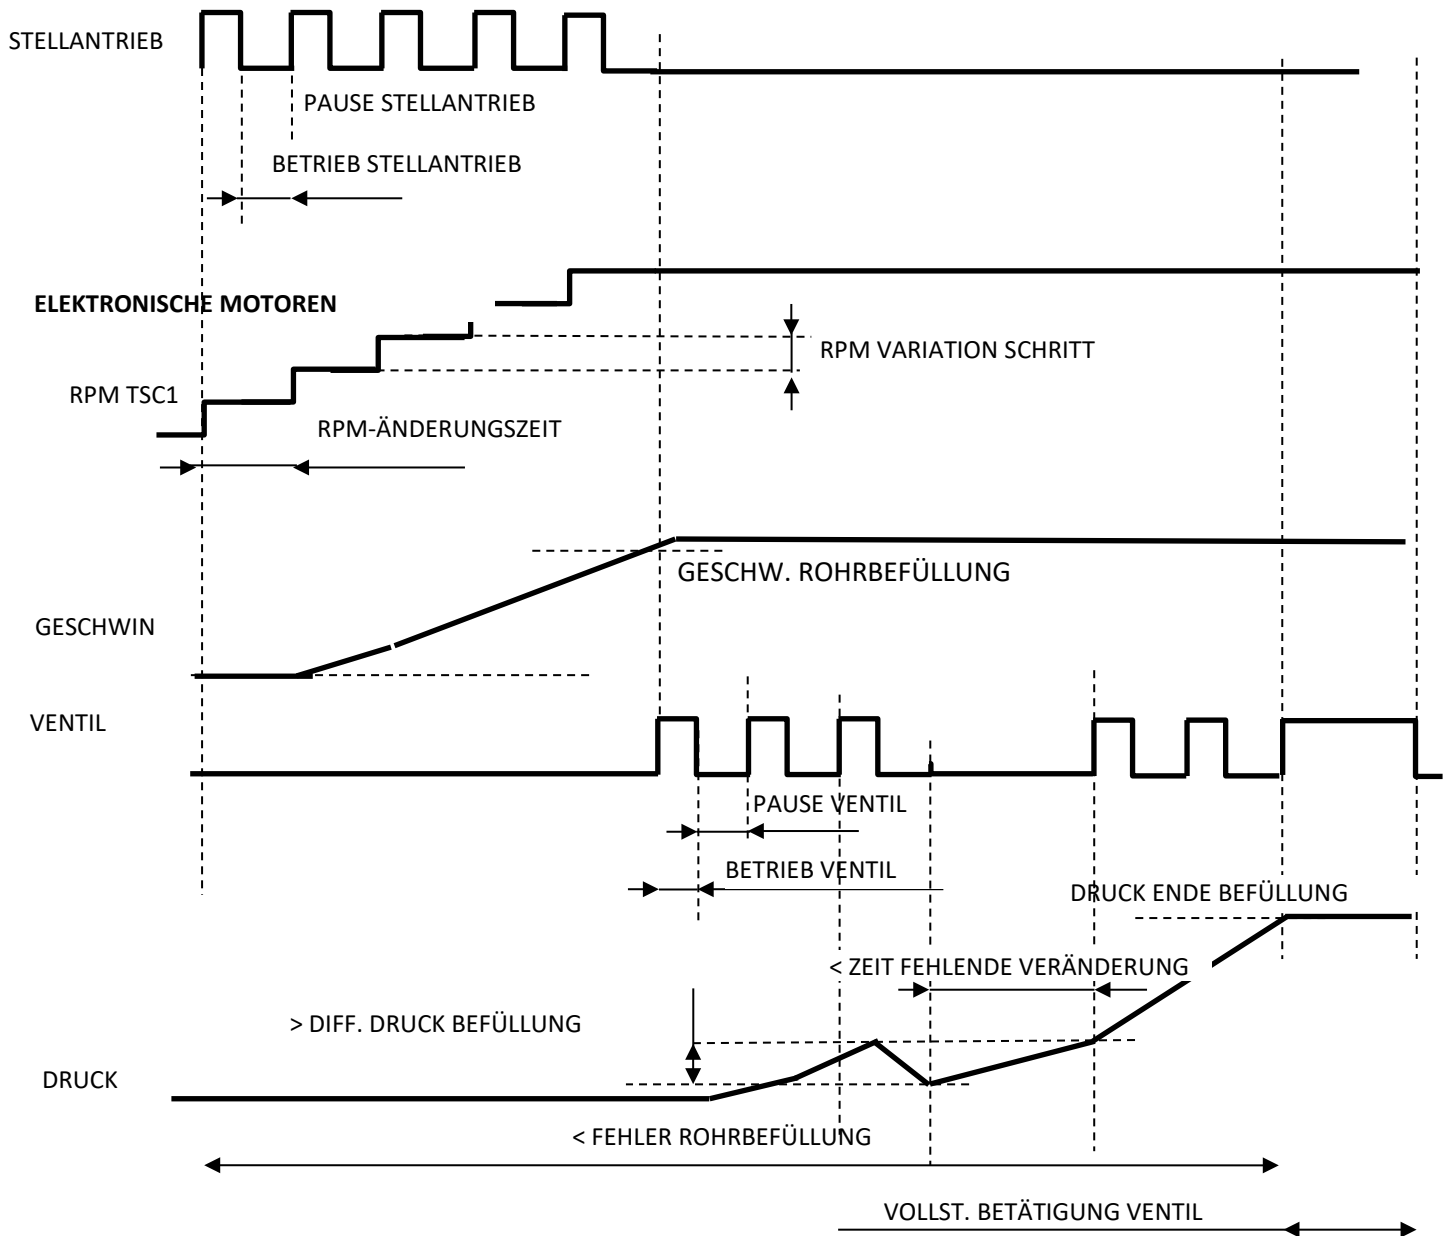 STELLANTRIEB
PAUSE STELLANTRIEB
BETRIEB STELLANTRIEB
ELEKTRONISCHE MOTOREN
RPM VARIATION SCHRITT
RPM TSC1
RPM-ÄNDERUNGSZEIT
GESCHW. ROHRBEFÜLLUNG
GESCHWIN
VENTIL
PAUSE VENTIL
BETRIEB VENTIL
DRUCK ENDE BEFÜLLUNG
< ZEIT FEHLENDE VERÄNDERUNG
> DIFF. DRUCK BEFÜLLUNG
DRUCK
< FEHLER ROHRBEFÜLLUNG
VOLLST. BETÄTIGUNG VENTIL